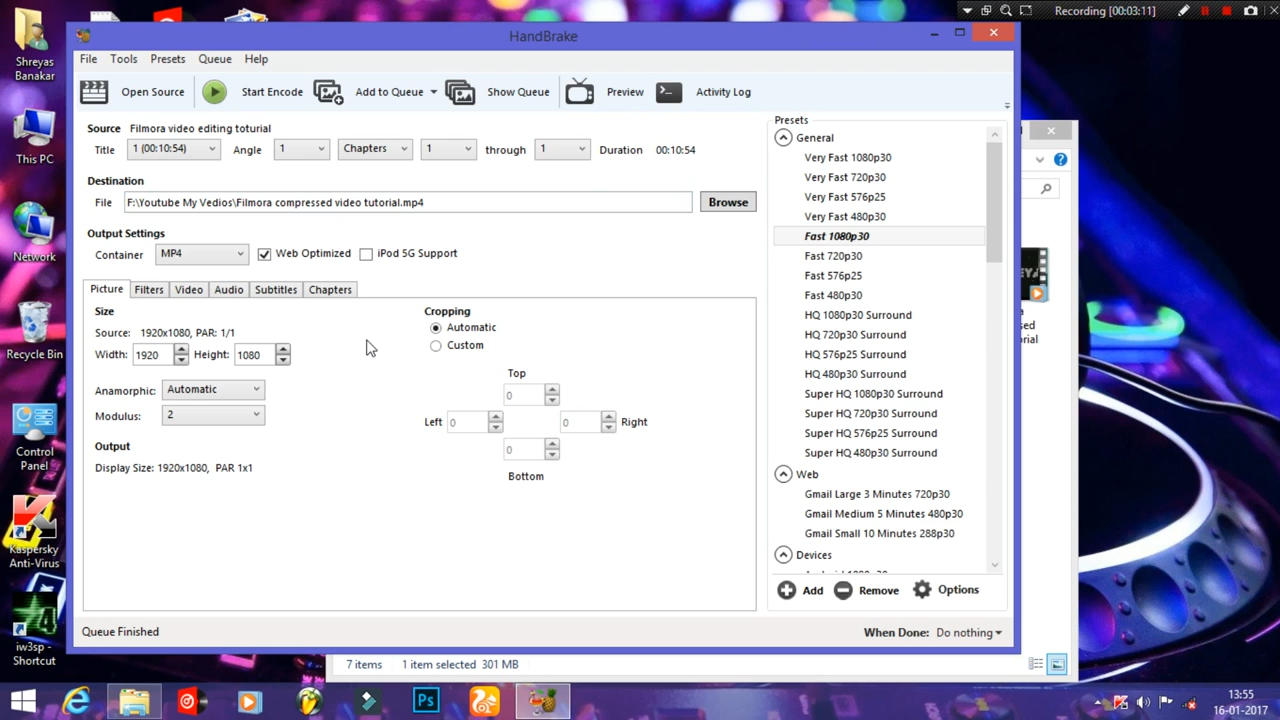 Recording [00:03:11]
Shreyas
Banakar
This PC
Network
Recycle Bin
Control
Panel
Kaspersky
Anti-Virus
iw3sp -
Shortcut
HandBrake
File Tools Presets Queue Help
Open Source Start Encode Add to Queue Show Queue Preview Activity Log
Source Filmora video editing toturial
Title 1 (00:10:54) Angle 1 Chapters 1 through 1 Duration 00:10:54
Destination
File F:\Youtube My Vedios\Filmora compressed video tutorial.mp4 Browse
Output Settings
Container MP4 Web Optimized iPod 5G Support
Picture Filters Video Audio Subtitles Chapters
Size
Source: 1920x1080, PAR: 1/1
Width: 1920 Height: 1080
Anamorphic: Automatic
Modulus: 2
Output
Display Size: 1920x1080, PAR 1x1
Cropping
Automatic
Custom
Top
0
Left 0 0 Right
0
Bottom
Presets
General
Very Fast 1080p30
Very Fast 720p30
Very Fast 576p25
Very Fast 480p30
Fast 1080p30
Fast 720p30
Fast 576p25
Fast 480p30
HQ 1080p30 Surround
HQ 720p30 Surround
HQ 576p25 Surround
HQ 480p30 Surround
Super HQ 1080p30 Surround
Super HQ 720p30 Surround
Super HQ 576p25 Surround
Super HQ 480p30 Surround
Web
Gmail Large 3 Minutes 720p30
Gmail Medium 5 Minutes 480p30
Gmail Small 10 Minutes 288p30
Devices
Add Remove Options
Queue Finished
When Done: Do nothing
7 items 1 item selected 301 MB
Ps
13:55
16-01-2017